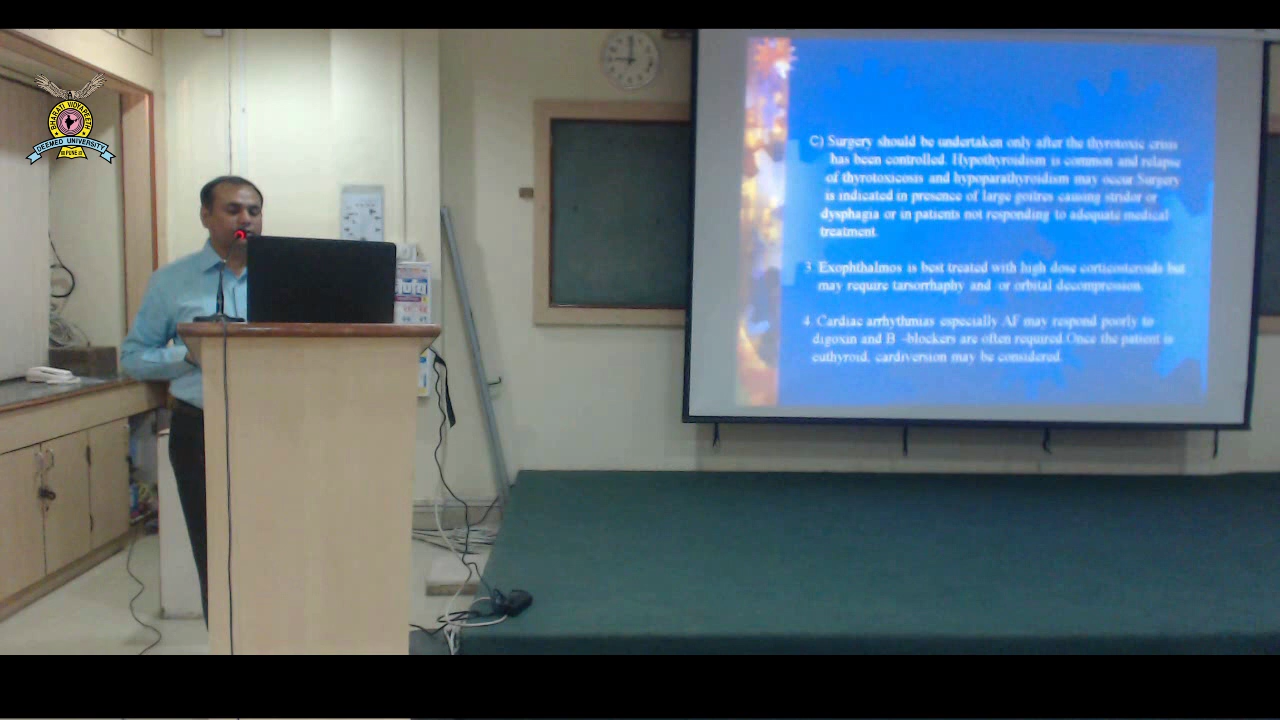 BHARATI VIDYAPEETH
DEEMED UNIVERSITY
C) Surgery should be undertaken only after the thyrotoxic crisis
has been controlled. Hypothyroidism is common and relapse
of thyrotoxicosis and hypoparathyroidism may occur Surgery
is indicated in presence of large goitres causing stridor or
dysphagia or in patients not responding to adequate medical
treatment.
3 Exophthalmos is best treated with high dose corticosteroids but
may require tarsorrhaphy and or orbital decompression.
4. Cardiac arrhythmias especially AF may respond poorly to
digoxin and B -blockers are often required.Once the patient is
euthyroid, cardiversion may be considered.